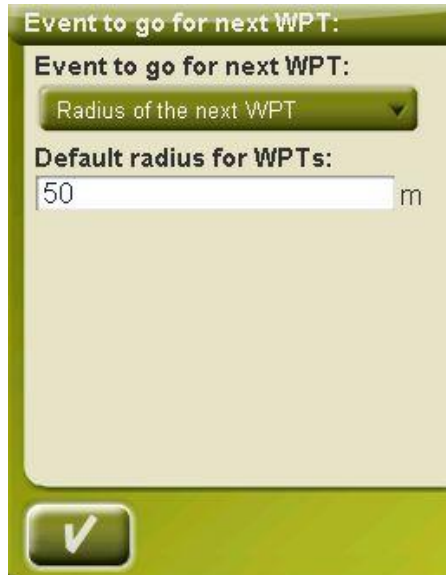 Event to go for next WPT:
Event to go for next WPT:
Radius of the next WPT
Default radius for WPTs:
50 m